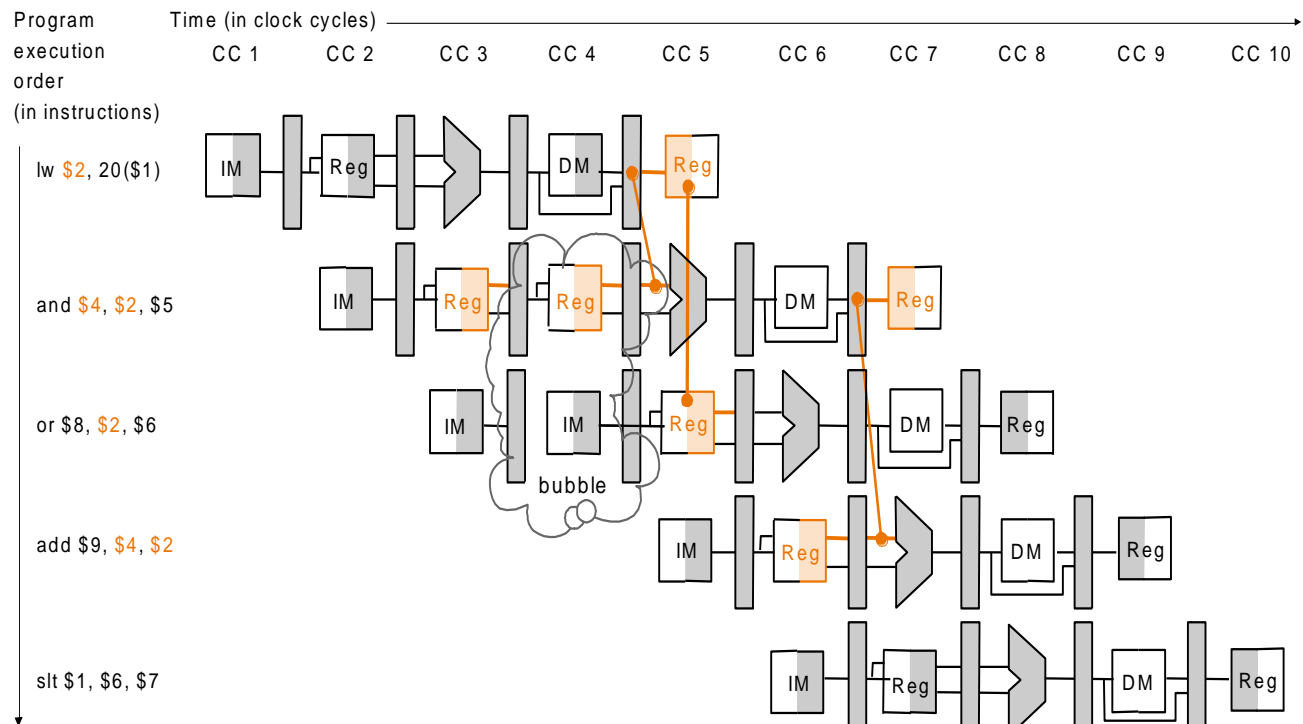 Program
execution
order
(in instructions)
Time (in clock cycles)
CC 1 CC 2 CC 3 CC 4 CC 5 CC 6 CC 7 CC 8 CC 9 CC 10
lw $2, 20($1)
IM Reg DM Reg
and $4, $2, $5
IM Reg Reg DM Reg
or $8, $2, $6
IM IM Reg DM Reg
bubble
add $9, $4, $2
IM Reg DM Reg
slt $1, $6, $7
IM Reg DM Reg